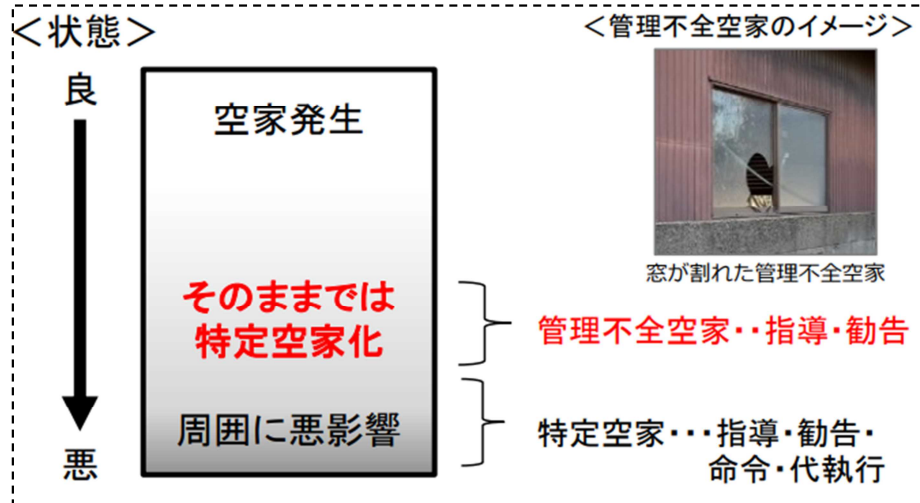 ＜状態＞
良
悪
空家発生
そのままでは
特定空家化
周囲に悪影響
＜管理不全空家のイメージ＞
窓が割れた管理不全空家
管理不全空家‥指導・勧告
特定空家･･･指導・勧告・
命令・代執行